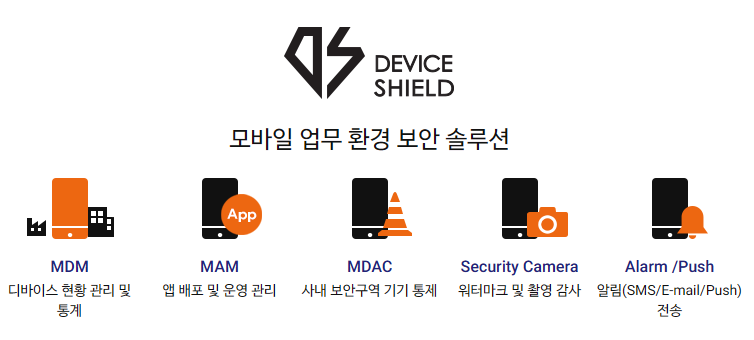 DEVICE
SHIELD
모바일 업무 환경 보안 솔루션
App
MDM
디바이스 현황 관리 및
통계
MAM
앱 배포 및 운영 관리
MDAC
사내 보안구역 기기 통제
Security Camera
워터마크 및 촬영 감사
Alarm /Push
알림(SMS/E-mail/Push)
전송